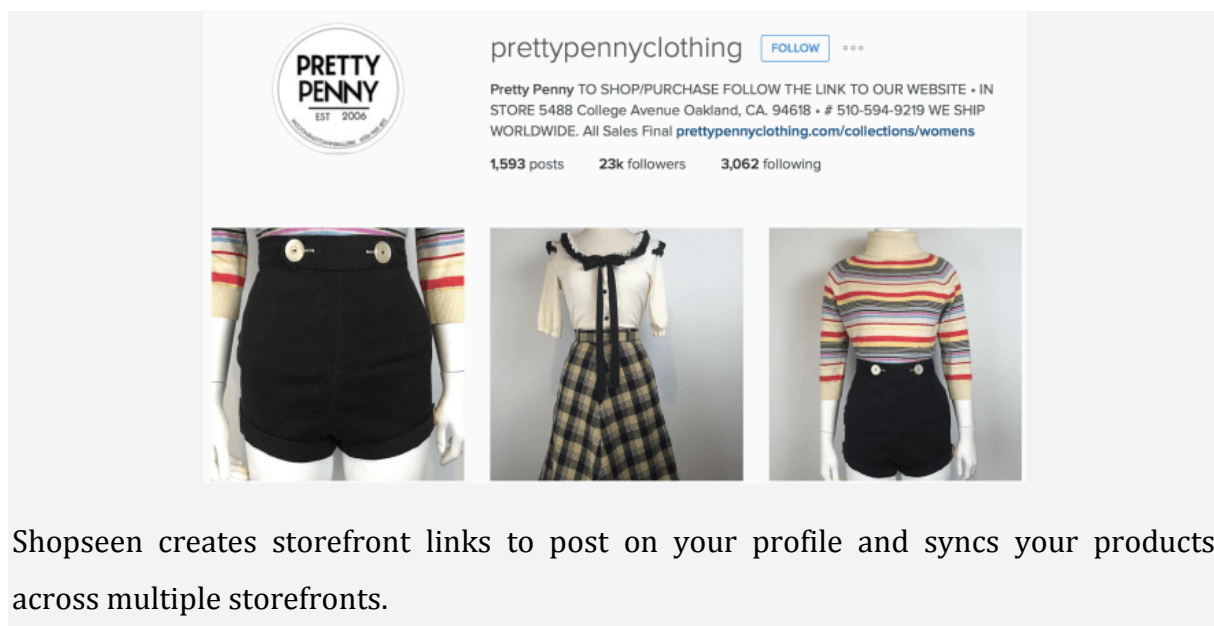 PRETTY
PENNY
EST 2006
prettypennyclothing FOLLOW
Pretty Penny TO SHOP/PURCHASE FOLLOW THE LINK TO OUR WEBSITE • IN
STORE 5488 College Avenue Oakland, CA. 94618 • # 510-594-9219 WE SHIP
WORLDWIDE. All Sales Final prettypennyclothing.com/collections/womens
1,593 posts 23k followers 3,062 following
Shopseen creates storefront links to post on your profile and syncs your products
across multiple storefronts.